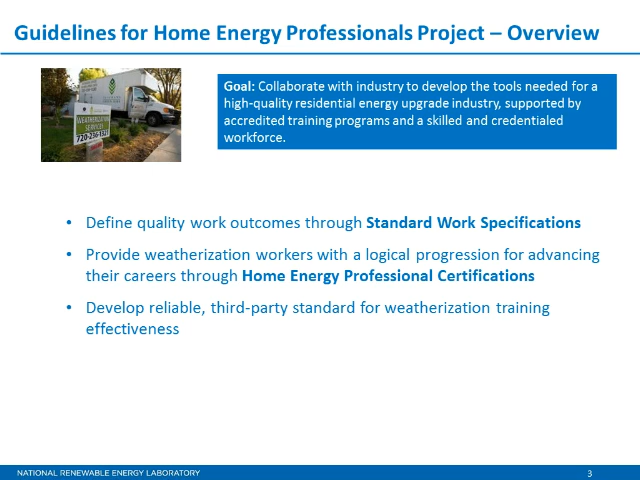 Guidelines for Home Energy Professionals Project – Overview
WEATHERIZATION
SERVICES
Goal: Collaborate with industry to develop the tools needed for a
high-quality residential energy upgrade industry, supported by
accredited training programs and a skilled and credentialed
workforce.
• Define quality work outcomes through Standard Work Specifications
• Provide weatherization workers with a logical progression for advancing
their careers through Home Energy Professional Certifications
• Develop reliable, third-party standard for weatherization training
effectiveness
NATIONAL RENEWABLE ENERGY LABORATORY
3